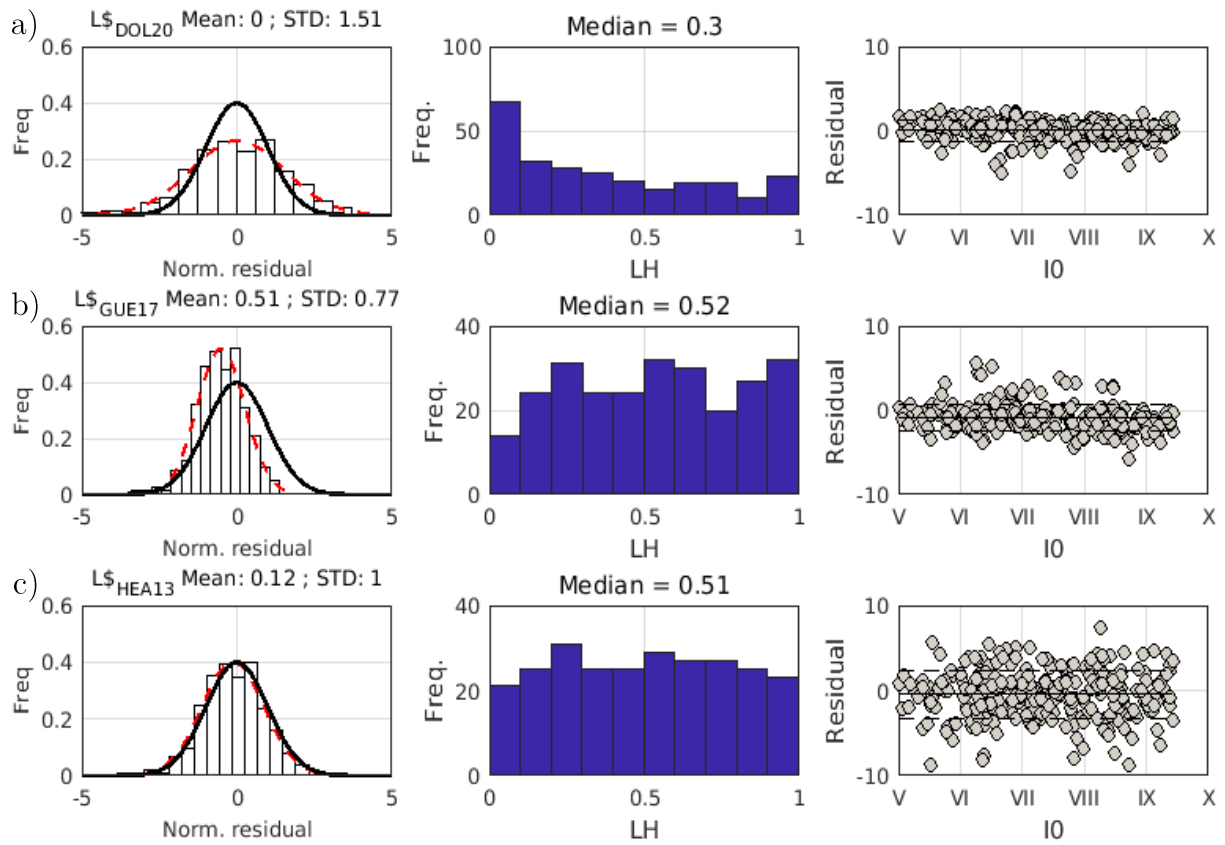 a)
L$DOL20 Mean: 0 ; STD: 1.51
0.6
0.4
0.2
0
Freq
-5 0 5
Norm. residual
Median = 0.3
100
50
0
Freq.
0 0.5 1
LH
10
0
-10
Residual
V VI VII VIII IX X
I0
b)
L$GUE17 Mean: 0.51 ; STD: 0.77
0.6
0.4
0.2
0
Freq
-5 0 5
Norm. residual
Median = 0.52
40
20
0
Freq.
0 0.5 1
LH
10
0
-10
Residual
V VI VII VIII IX X
I0
c)
L$HEA13 Mean: 0.12 ; STD: 1
0.6
0.4
0.2
0
Freq
-5 0 5
Norm. residual
Median = 0.51
40
20
0
Freq.
0 0.5 1
LH
10
0
-10
Residual
V VI VII VIII IX X
I0